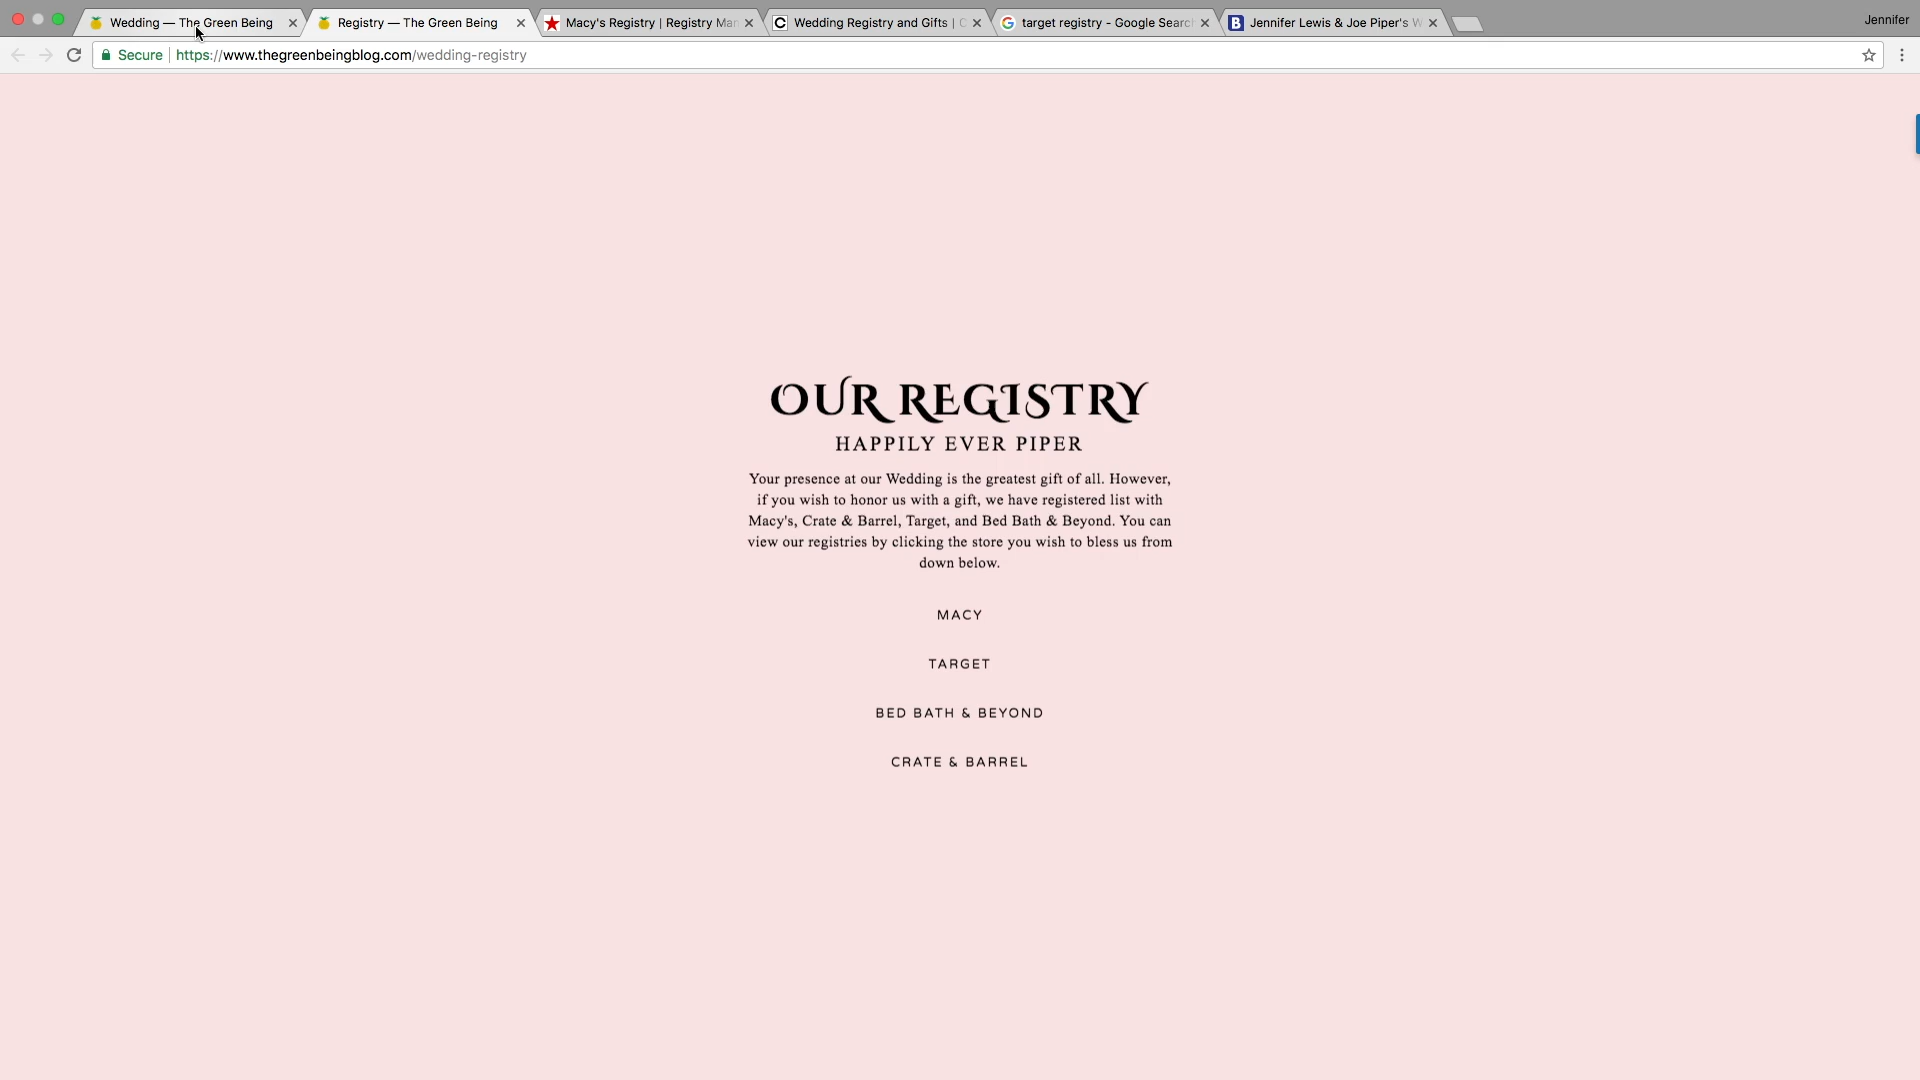 Wedding — The Green Being
Registry — The Green Being
Macy's Registry | Registry Man
Wedding Registry and Gifts |
target registry - Google Search
Jennifer Lewis & Joe Piper's W
Jennifer
Secure
https://www.thegreenbeingblog.com/wedding-registry
OUR REGISTRY
HAPPILY EVER PIPER
Your presence at our Wedding is the greatest gift of all. However,
if you wish to honor us with a gift, we have registered list with
Macy's, Crate & Barrel, Target, and Bed Bath & Beyond. You can
view our registries by clicking the store you wish to bless us from
down below.
MACY
TARGET
BED BATH & BEYOND
CRATE & BARREL